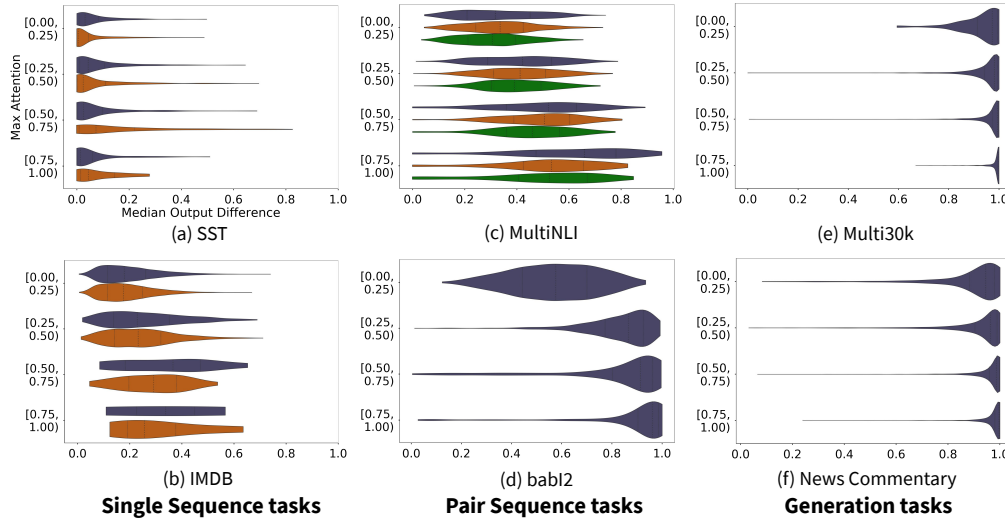 Max Attention
[0.00,
0.25)
[0.25,
0.50)
[0.50,
0.75)
[0.75,
1.00)
0.0 0.2 0.4 0.6 0.8 1.0
Median Output Difference
(a) SST
[0.00,
0.25)
[0.25,
0.50)
[0.50,
0.75)
[0.75,
1.00)
0.0 0.2 0.4 0.6 0.8 1.0
(c) MultiNLI
[0.00,
0.25)
[0.25,
0.50)
[0.50,
0.75)
[0.75,
1.00)
0.0 0.2 0.4 0.6 0.8 1.0
(e) Multi30k
[0.00,
0.25)
[0.25,
0.50)
[0.50,
0.75)
[0.75,
1.00)
0.0 0.2 0.4 0.6 0.8 1.0
(b) IMDB
Single Sequence tasks
[0.00,
0.25)
[0.25,
0.50)
[0.50,
0.75)
[0.75,
1.00)
0.0 0.2 0.4 0.6 0.8 1.0
(d) babI2
Pair Sequence tasks
[0.00,
0.25)
[0.25,
0.50)
[0.50,
0.75)
[0.75,
1.00)
0.0 0.2 0.4 0.6 0.8 1.0
(f) News Commentary
Generation tasks